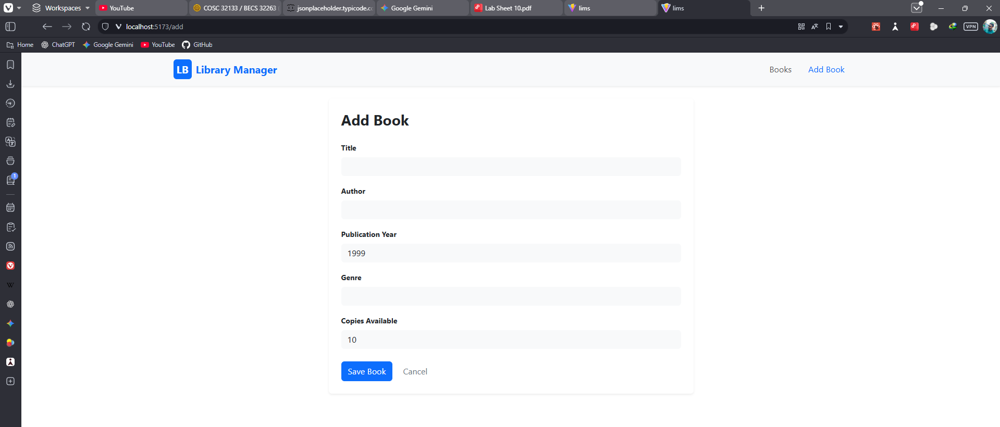 Workspaces
YouTube
COSC 32133 / BECS 32263
jsonplaceholder.typicode.cc
Google Gemini
Lab Sheet 10.pdf
lims
lims
localhost:5173/add
VPN
Home
ChatGPT
Google Gemini
YouTube
GitHub
1
W
LB Library Manager
Books
Add Book
Add Book
Title
Author
Publication Year
1999
Genre
Copies Available
10
Save Book
Cancel